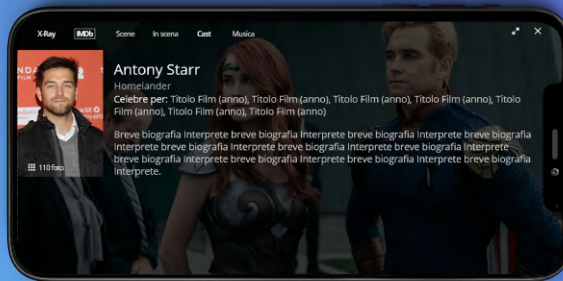 X-Ray IMDb Scene In scena Cast Musica
Antony Starr
Homelander
Celebre per: Titolo Film (anno), Titolo Film (anno), Titolo Film (anno), Titolo Film (anno), Titolo
Film (anno), Titolo Film (anno), Titolo Film (anno)
Breve biografia Interprete breve biografia Interprete breve biografia Interprete breve biografia
Interprete breve biografia Interprete breve biografia Interprete breve biografia Interprete
breve biografia Interprete breve biografia Interprete breve biografia Interprete breve biografia
Interprete.
110 foto